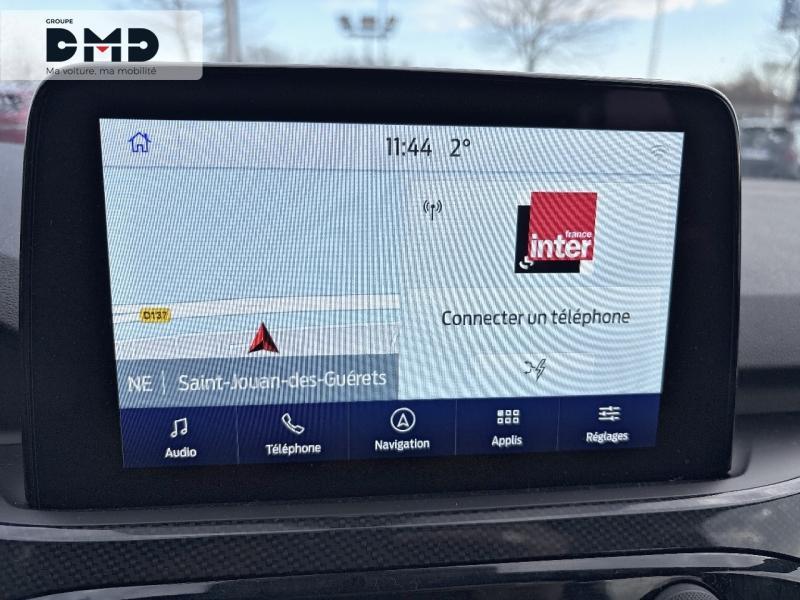 GROUPE
DMD
Ma voiture, ma mobilité
11:44 2°
france
inter
D137
Connecter un téléphone
NE | Saint-Jouan-des-Guérets
Audio
Téléphone
Navigation
Applis
Réglages